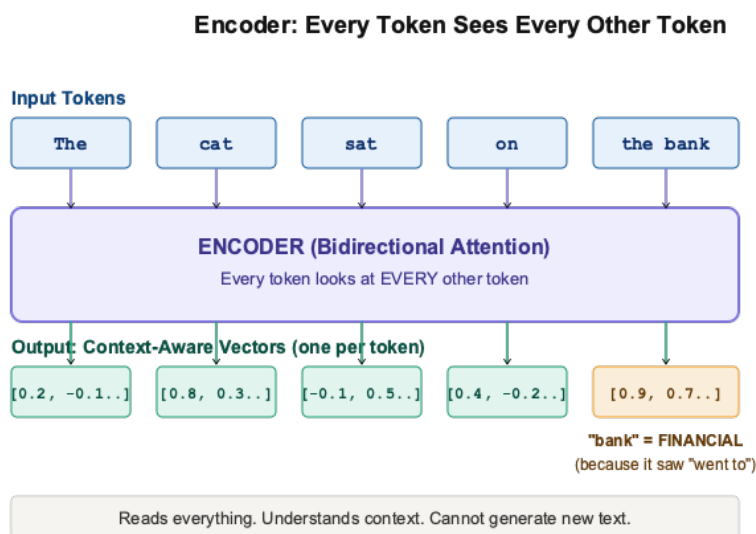 Encoder: Every Token Sees Every Other Token
Input Tokens
The cat sat on the bank
ENCODER (Bidirectional Attention)
Every token looks at EVERY other token
Output: Context-Aware Vectors (one per token)
[0.2, -0.1..] [0.8, 0.3..] [-0.1, 0.5..] [0.4, -0.2..] [0.9, 0.7..]
"bank" = FINANCIAL
(because it saw "went to")
Reads everything. Understands context. Cannot generate new text.